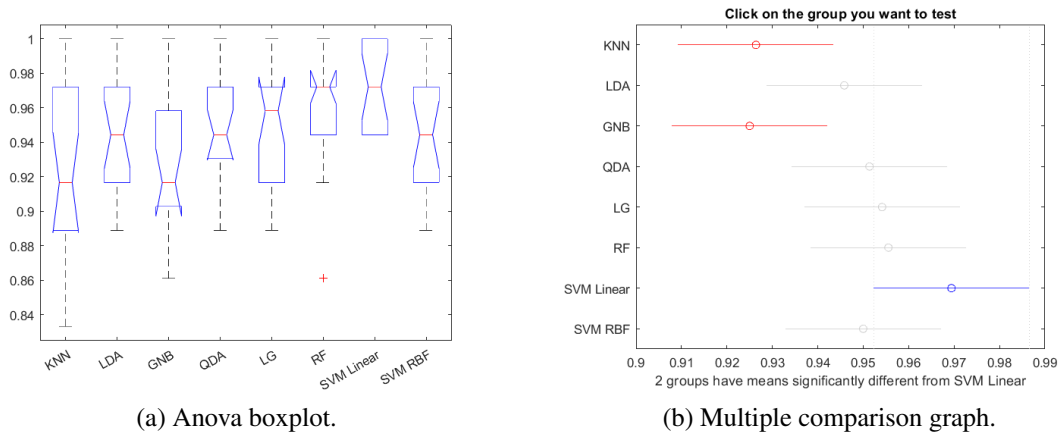 1
0.98
0.96
0.94
0.92
0.9
0.88
0.86
0.84
KNN
LDA
GNB
QDA
LG
RF
SVM Linear
SVM RBF
(a) Anova boxplot.
Click on the group you want to test
KNN
LDA
GNB
QDA
LG
RF
SVM Linear
SVM RBF
0.9 0.91 0.92 0.93 0.94 0.95 0.96 0.97 0.98 0.99
2 groups have means significantly different from SVM Linear
(b) Multiple comparison graph.